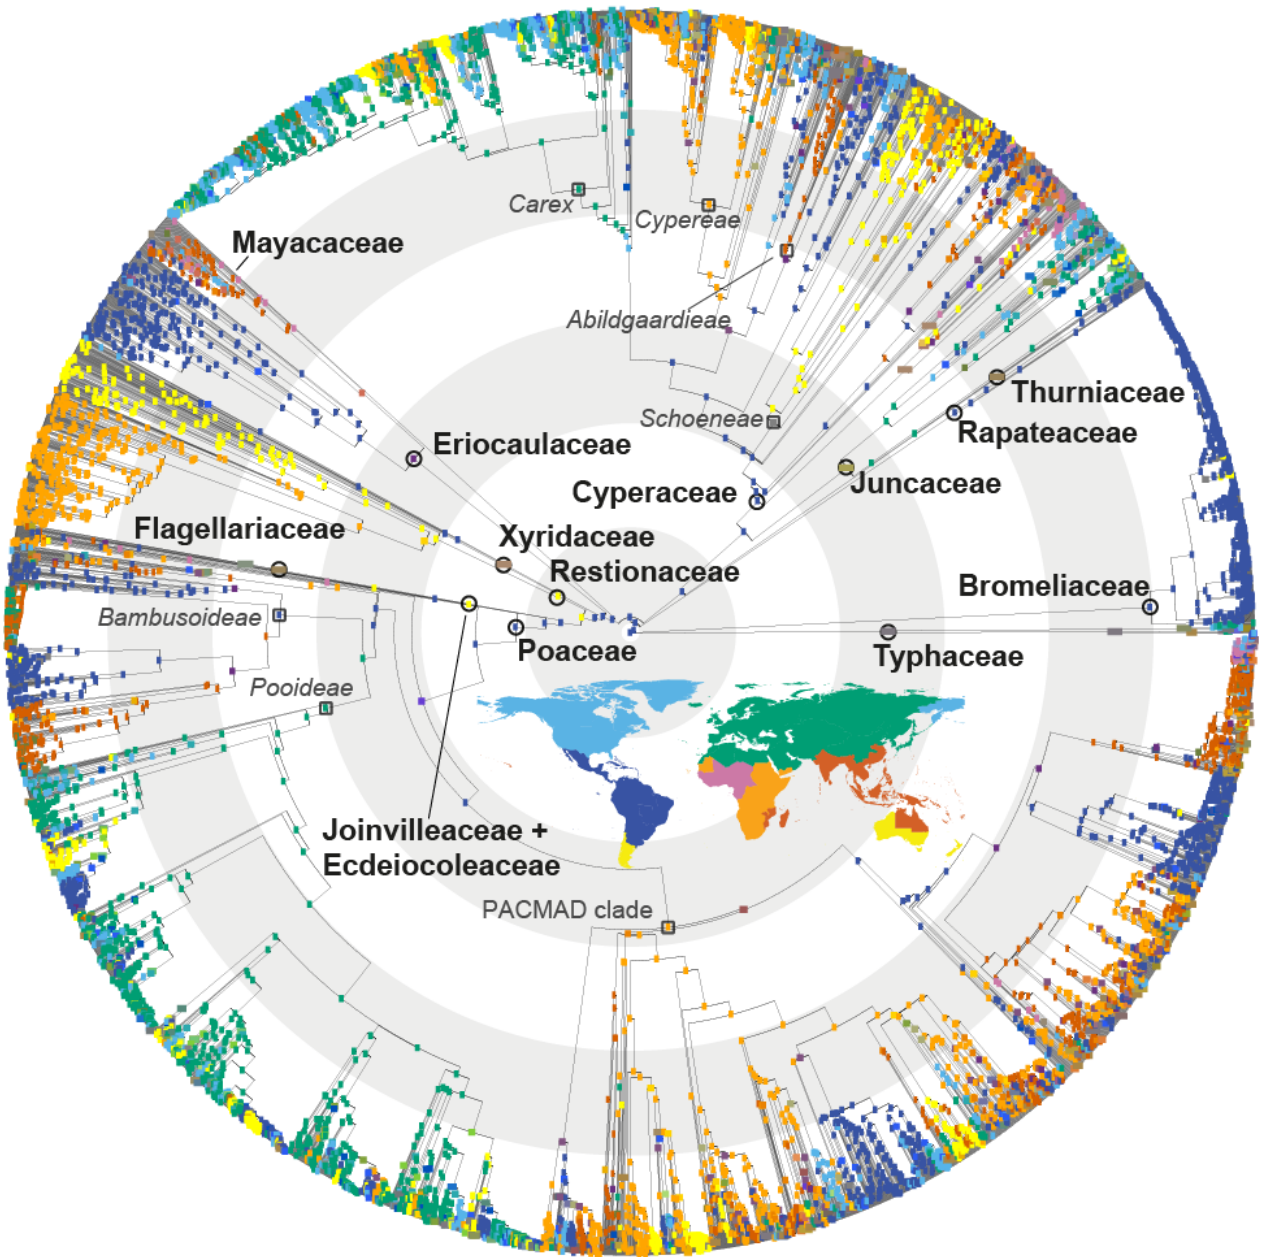 Carex
Cypereae
Mayacaceae
Abildgaardieae
Thurniaceae
Schoeneae
Rapateaceae
Eriocaulaceae
Juncaceae
Cyperaceae
Flagellariaceae
Xyridaceae
Restionaceae
Bromeliaceae
Bambusoideae
Poaceae
Typhaceae
Pooideae
Joinvilleaceae +
Ecdeiocoleaceae
PACMAD clade